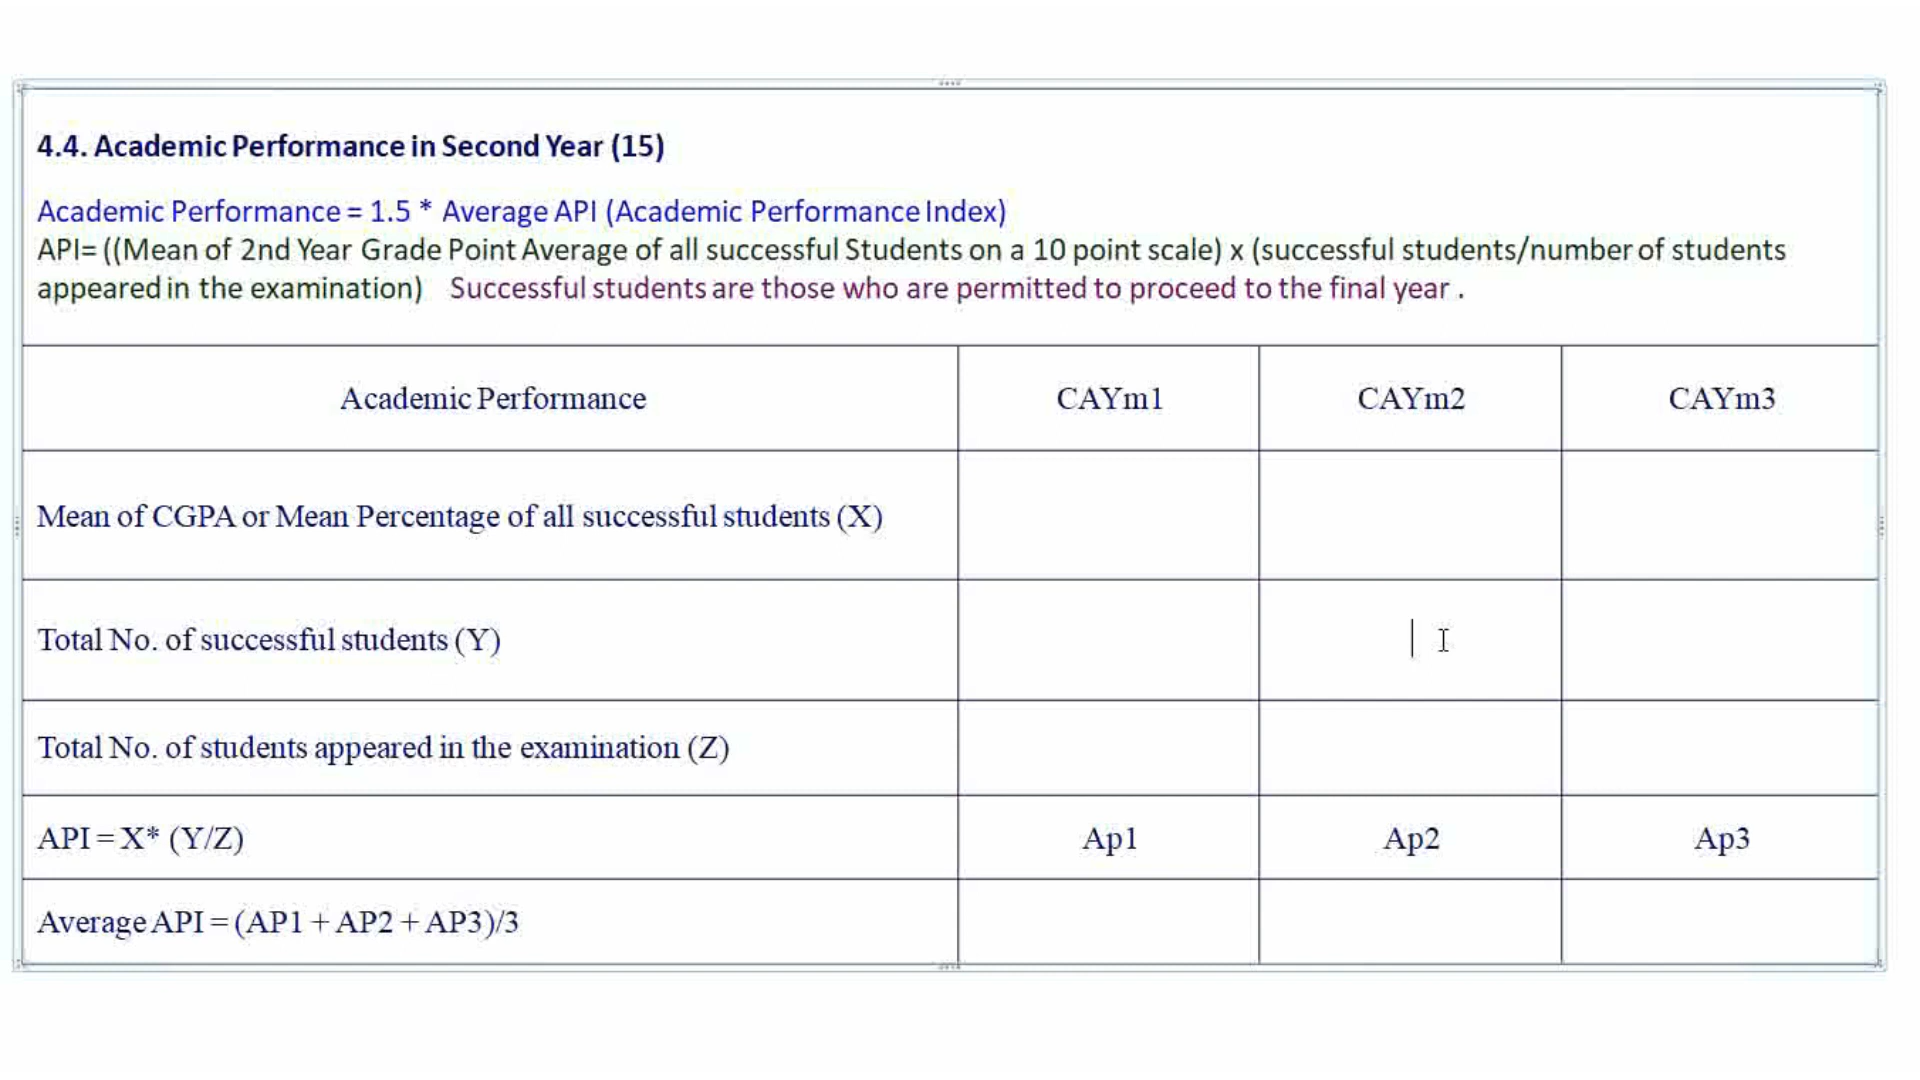 4.4. Academic Performance in Second Year (15)
Academic Performance = 1.5 * Average API (Academic Performance Index)
API= ((Mean of 2nd Year Grade Point Average of all successful Students on a 10 point scale) x (successful students/number of students
appeared in the examination) Successful students are those who are permitted to proceed to the final year .
Academic Performance CAYm1 CAYm2 CAYm3
Mean of CGPA or Mean Percentage of all successful students (X)
Total No. of successful students (Y)
Total No. of students appeared in the examination (Z)
API = X* (Y/Z) Ap1 Ap2 Ap3
Average API = (AP1 + AP2 + AP3)/3